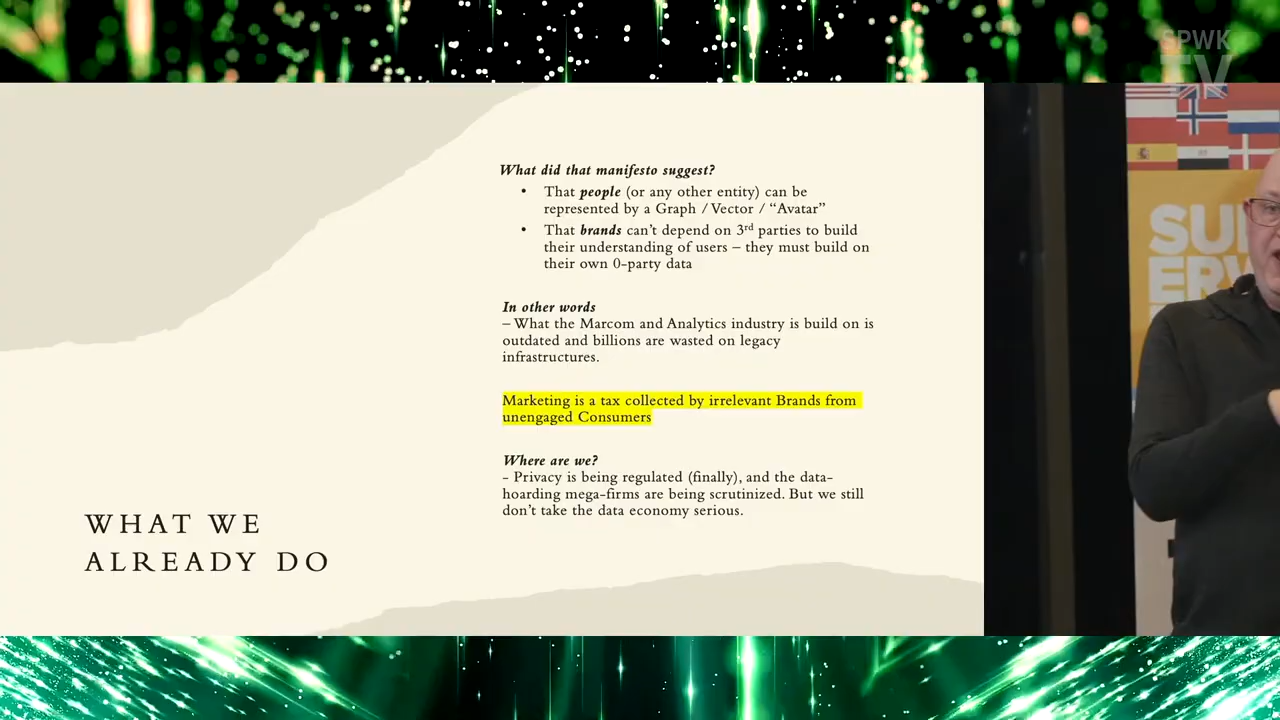 SPWK
TV
What did that manifesto suggest?
• That people (or any other entity) can be
represented by a Graph / Vector / “Avatar”
• That brands can’t depend on 3rd parties to build
their understanding of users – they must build on
their own 0-party data
In other words
– What the Marcom and Analytics industry is build on is
outdated and billions are wasted on legacy
infrastructures.
Marketing is a tax collected by irrelevant Brands from
unengaged Consumers
Where are we?
- Privacy is being regulated (finally), and the data-
hoarding mega-firms are being scrutinized. But we still
don’t take the data economy serious.
WHAT WE
ALREADY DO